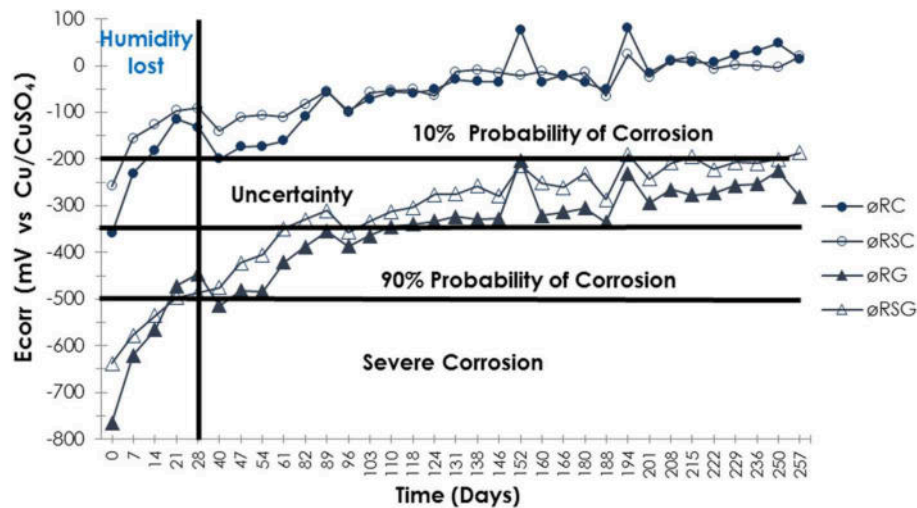 Humidity
lost
10% Probability of Corrosion
Uncertainty
90% Probability of Corrosion
Severe Corrosion
Ecorr (mV vs Cu/CuSO₄)
100
0
-100
-200
-300
-400
-500
-600
-700
-800
0 7 14 21 28 40 47 54 61 82 89 96 103 110 118 124 131 138 146 152 160 166 180 188 194 201 208 215 222 229 236 250 257
Time (Days)
øRC
øRSC
øRG
øRSG